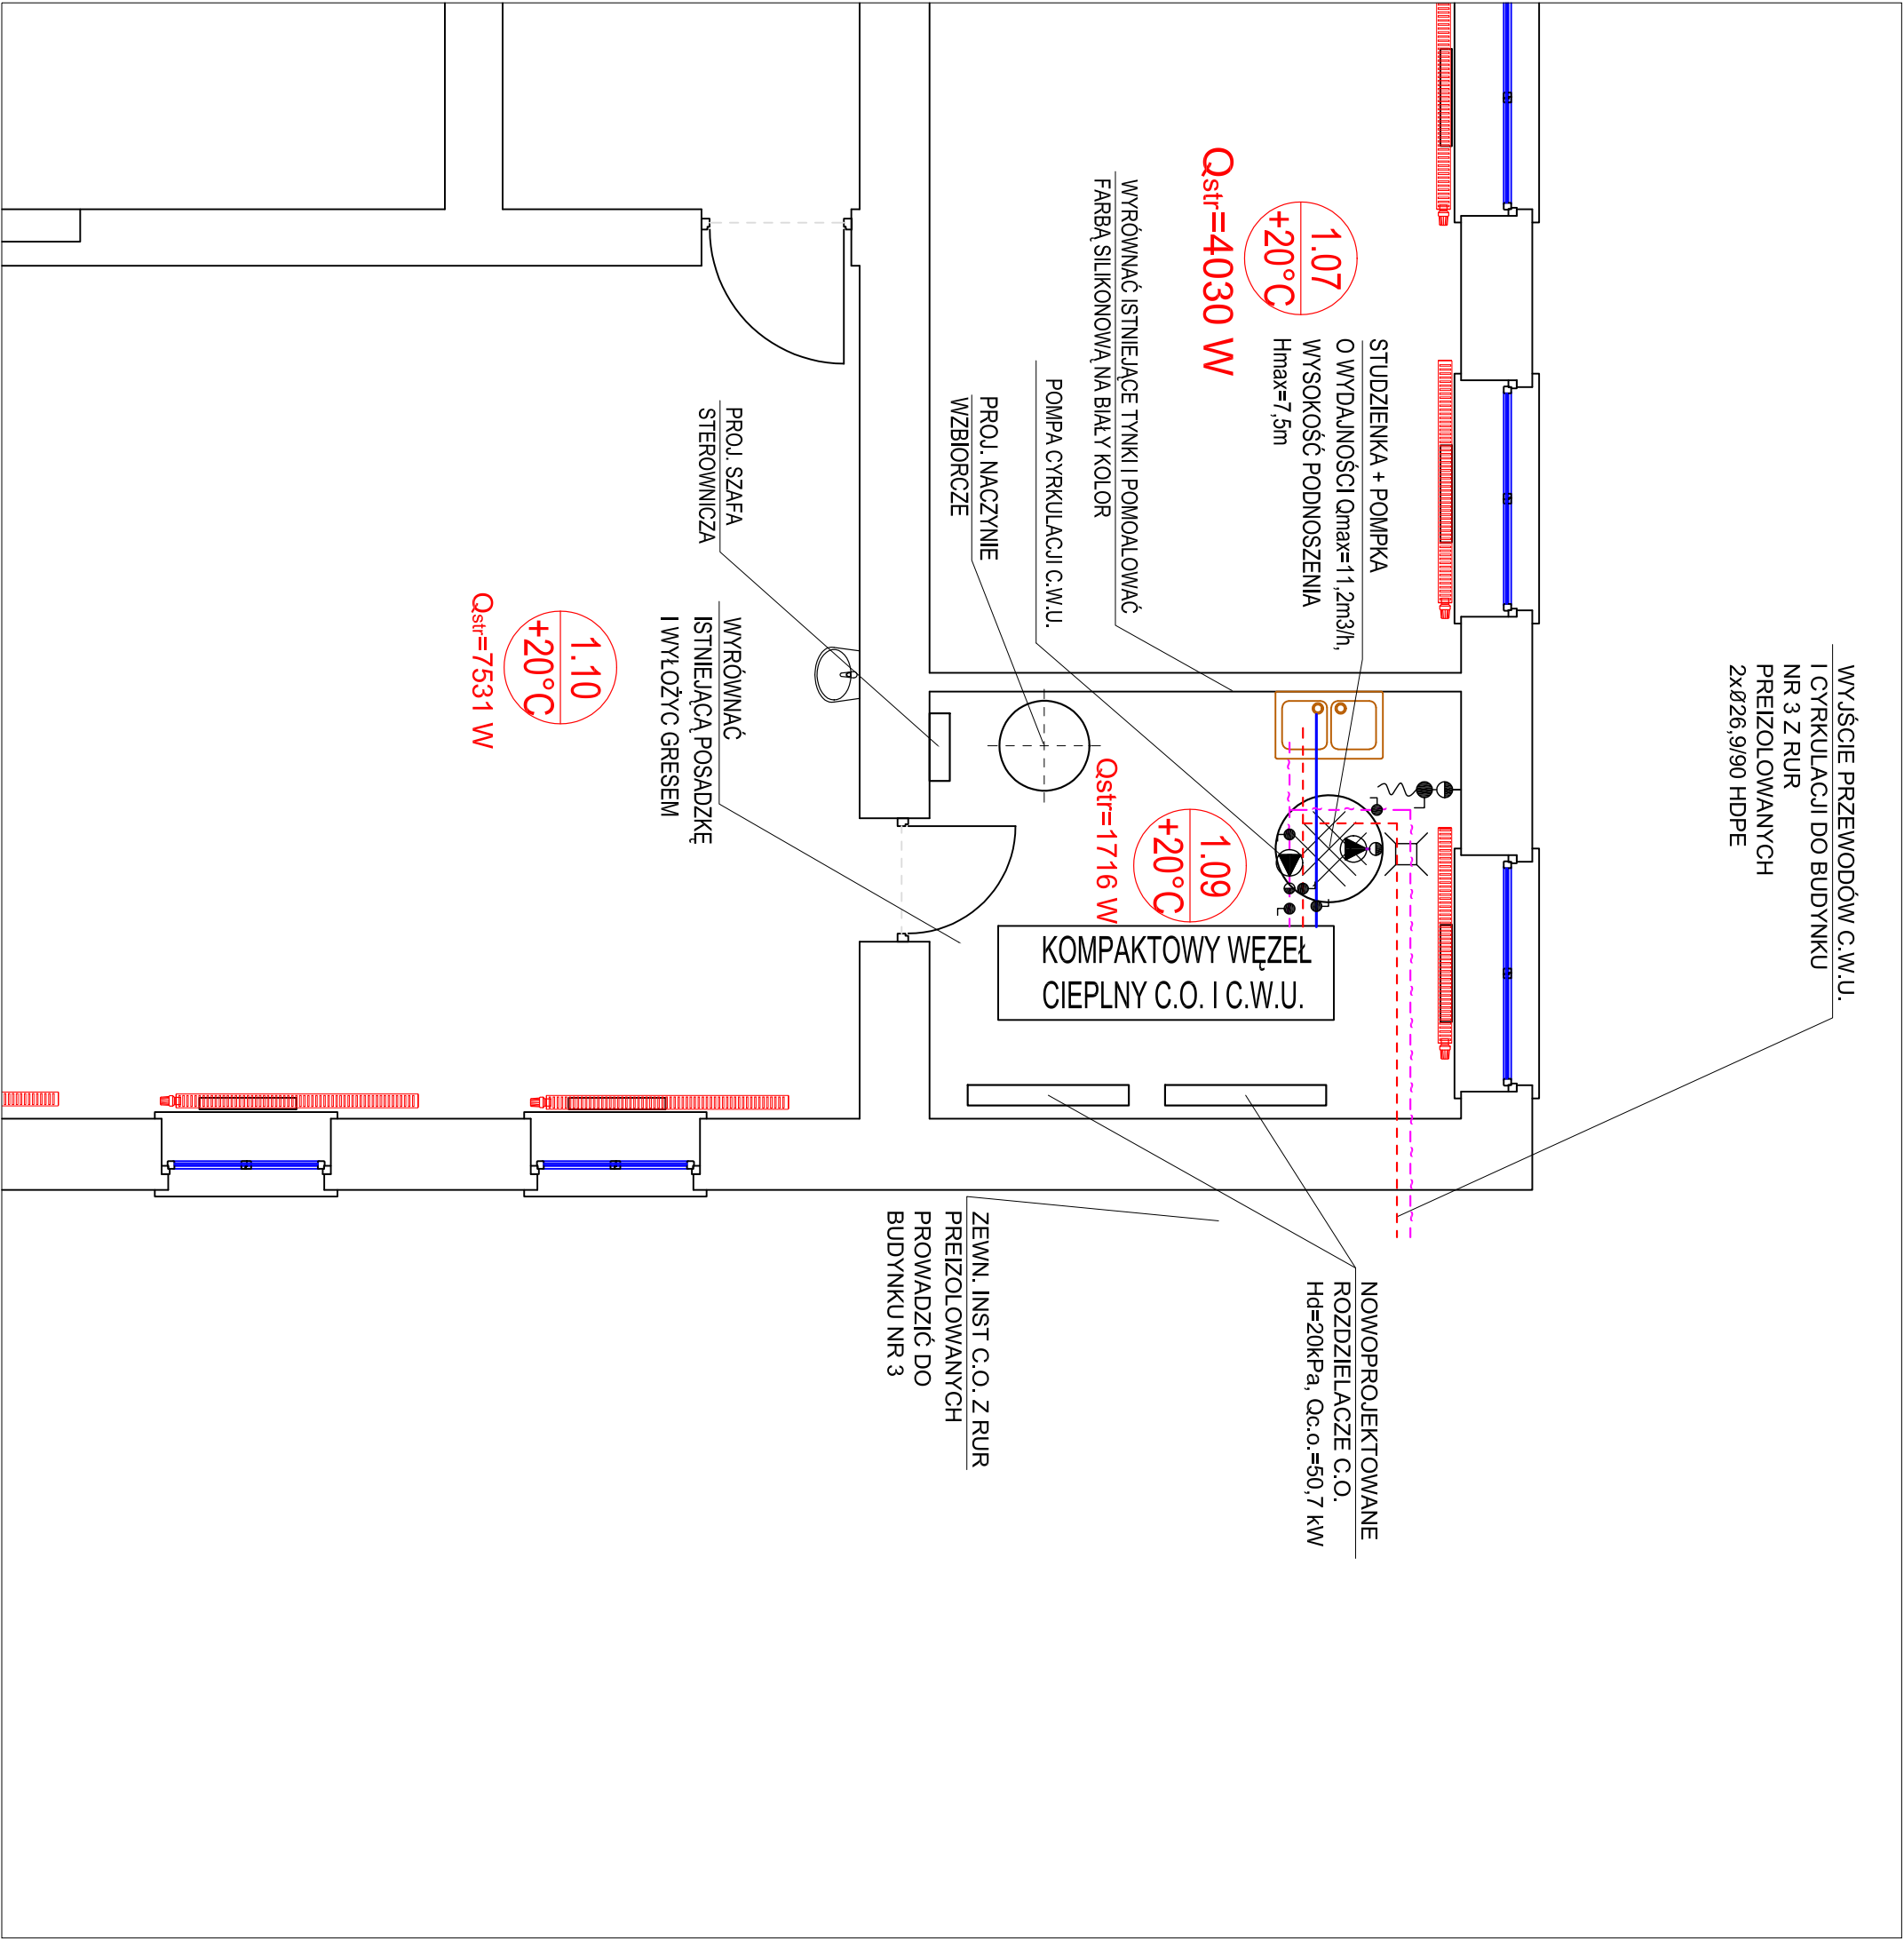 WYJŚCIE PRZEWODÓW C.W.U.
I CYRKULACJI DO BUDYNKU
NR 3 Z RUR
PREIZOLOWANYCH
2xØ26,9/90 HDPE
STUDZIENKA + POMPKA
O WYDAJNOŚCI Qmax=11,2m3/h,
WYSOKOŚĆ PODNOSZENIA
Hmax=7,5m
1.07
+20°C
Qstr=4030 W
WYRÓWNAĆ ISTNIEJĄCE TYNKI I POMOALOWAĆ
FARBĄ SILIKONOWĄ NA BIAŁY KOLOR
POMPA CYRKULACJI C.W.U.
PROJ. NACZYNIE
WZBIORCZE
PROJ. SZAFA
STEROWNICZA
WYRÓWNAĆ
ISTNIEJĄCĄ POSADZKĘ
I WYŁOŻYC GRESEM
1.10
+20°C
Qstr=7531 W
1.09
+20°C
Qstr=1716 W
KOMPAKTOWY WĘZEŁ
CIEPLNY C.O. I C.W.U.
NOWOPROJEKTOWANE
ROZDZIELACZE C.O.
Hd=20kPa, Qc.o.=50,7 kW
ZEWN. INST C.O. Z RUR
PREIZOLOWANYCH
PROWADZIĆ DO
BUDYNKU NR 3